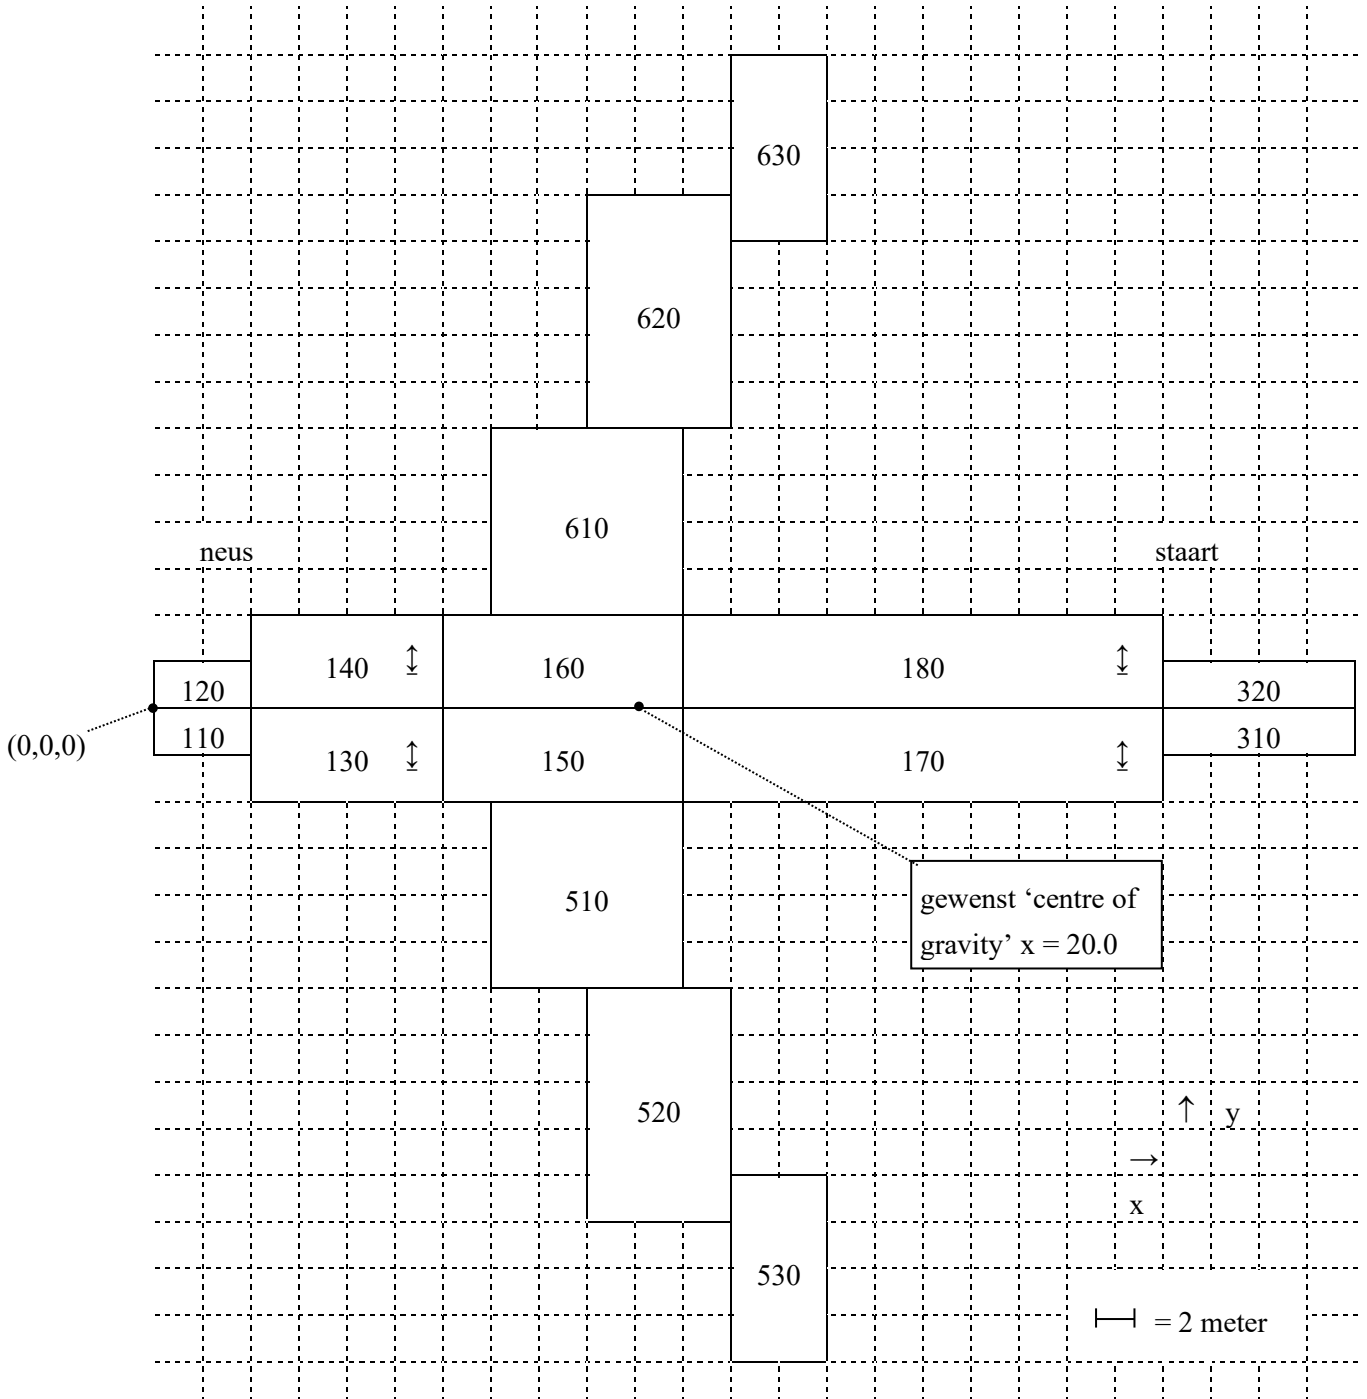 630
620
610
neus
staart
140 ↕
160
180 ↕
120
320
(0,0,0)
110
310
130 ↕
150
170 ↕
gewenst ‘centre of
gravity’ x = 20.0
510
520
↑ y
→
x
530
= 2 meter